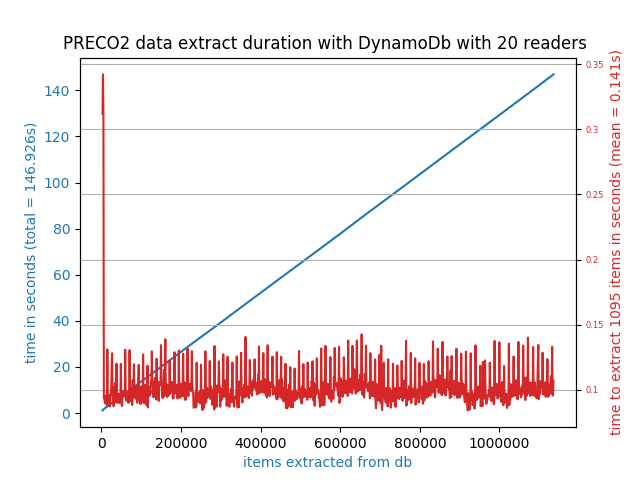 PRECO2 data extract duration with DynamoDb with 20 readers
time in seconds (total = 146.926s)
140
120
100
80
60
40
20
0
0.35
0.3
0.25
0.2
0.15
0.1
time to extract 1095 items in seconds (mean = 0.141s)
0 200000 400000 600000 800000 1000000
items extracted from db